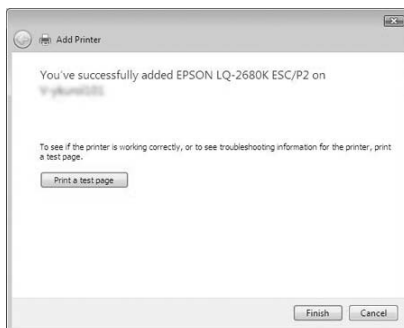 Add Printer
You've successfully added EPSON LQ-2680K ESC/P2 on
To see if the printer is working correctly, or to see troubleshooting information for the printer, print
a test page.
Print a test page
Finish
Cancel